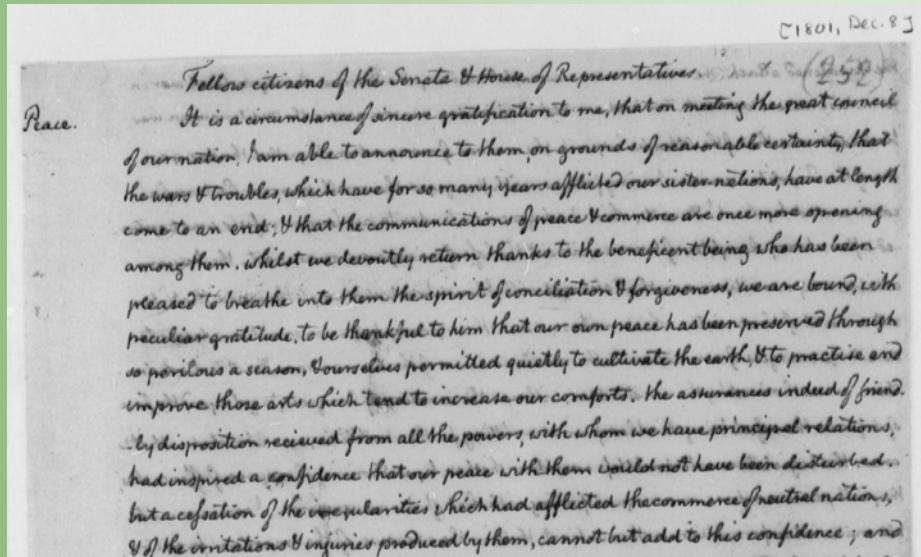 [1801, Dec. 8]
(252)
Fellow citizens of the Senate & House of Representatives.
Peace.
It is a circumstance of sincere gratification to me, that on meeting the great council
of our nation, I am able to announce to them, on grounds of reasonable certainty, that
the wars & troubles, which have for so many years afflicted our sister-nations, have at length
come to an end; & that the communications of peace & commerce are once more opening
among them. whilst we devoutly return thanks to the beneficent being who has been
pleased to breathe into them the spirit of conciliation & forgiveness, we are bound, with
peculiar gratitude, to be thankful to him that our own peace has been preserved through
so perilous a season, & ourselves permitted quietly to cultivate the earth, & to practise and
improve those arts which tend to increase our comforts. the assurances indeed of friend-
-ly disposition recieved from all the powers, with whom we have principal relations,
had inspired a confidence that our peace with them would not have been disturbed.
but a cessation of the irregularities which had afflicted the commerce of neutral nations,
& of the irritations & injuries produced by them, cannot but add to this confidence; and